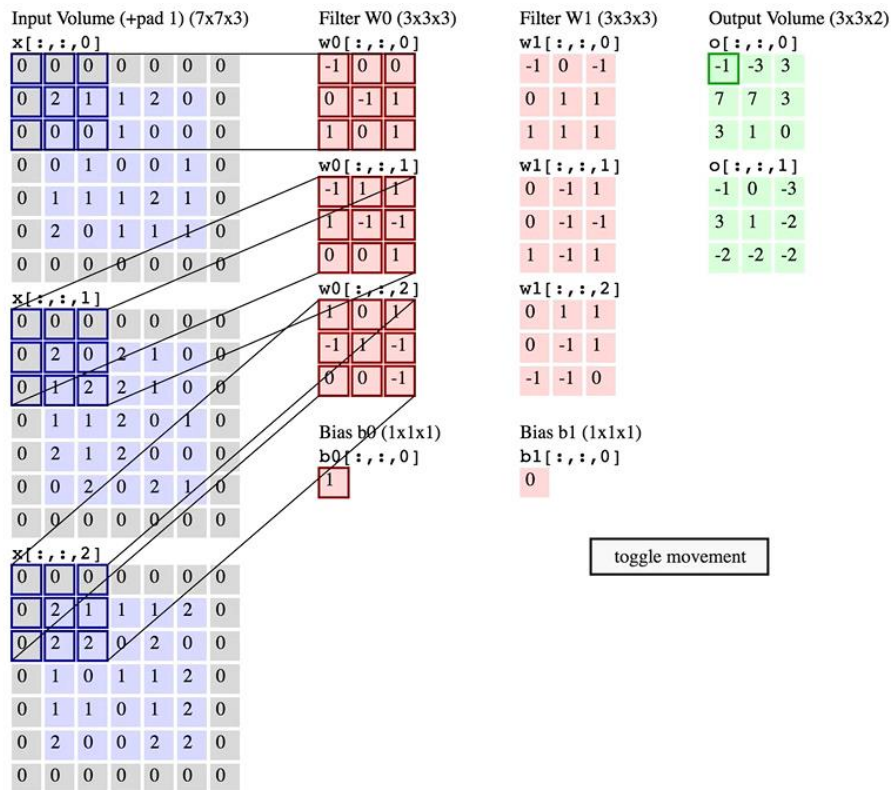 Input Volume (+pad 1) (7x7x3)
x[:,:,0]
0 0 0 0 0 0 0
0 2 1 1 2 0 0
0 0 0 1 0 0 0
0 0 1 0 0 1 0
0 1 1 1 2 1 0
0 2 0 1 1 1 0
0 0 0 0 0 0 0
x[:,:,1]
0 0 0 0 0 0 0
0 2 0 2 1 0 0
0 1 2 2 1 0 0
0 1 1 2 0 1 0
0 2 1 2 0 0 0
0 0 2 0 2 1 0
0 0 0 0 0 0 0
x[:,:,2]
0 0 0 0 0 0 0
0 2 1 1 1 2 0
0 2 2 0 2 0 0
0 1 0 1 1 2 0
0 1 1 0 1 2 0
0 2 0 0 2 2 0
0 0 0 0 0 0 0
Filter W0 (3x3x3)
w0[:,:,0]
-1 0 0
0 -1 1
1 0 1
w0[:,:,1]
-1 1 1
1 -1 -1
0 0 1
w0[:,:,2]
1 0 1
-1 1 -1
0 0 -1
Bias b0 (1x1x1)
b0[:,:,0]
1
Filter W1 (3x3x3)
w1[:,:,0]
-1 0 -1
0 1 1
1 1 1
w1[:,:,1]
0 -1 1
0 -1 -1
1 -1 1
w1[:,:,2]
0 1 1
0 -1 1
-1 -1 0
Bias b1 (1x1x1)
b1[:,:,0]
0
Output Volume (3x3x2)
o[:,:,0]
-1 -3 3
7 7 3
3 1 0
o[:,:,1]
-1 0 -3
3 1 -2
-2 -2 -2
toggle movement